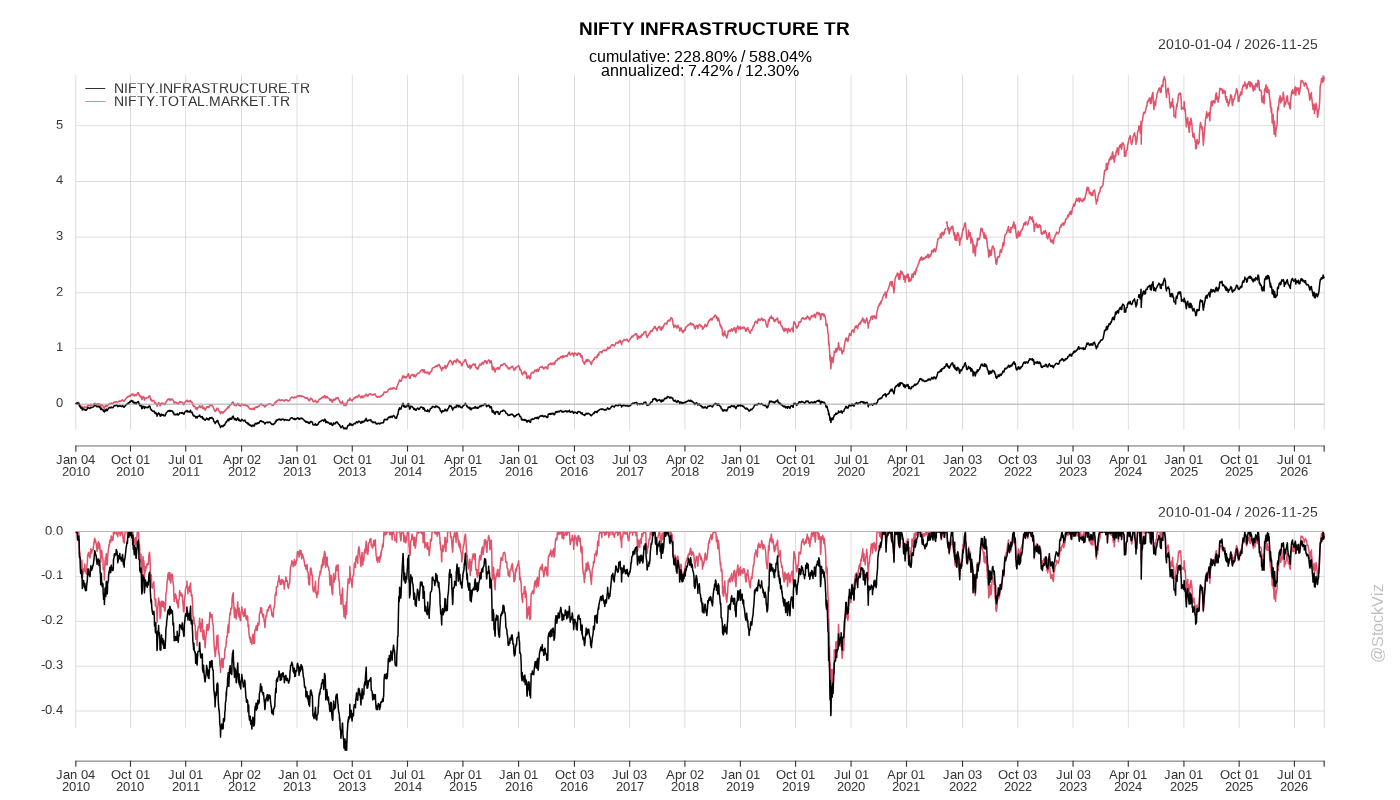 NIFTY INFRASTRUCTURE TR
cumulative: 228.80% / 588.04%
annualized: 7.42% / 12.30%
2010-01-04 / 2026-11-25
NIFTY.INFRASTRUCTURE.TR
NIFTY.TOTAL.MARKET.TR
5
4
3
2
1
0
Jan 04 Oct 01 Jul 01 Apr 02 Jan 01 Oct 01 Jul 01 Apr 01 Jan 01 Oct 03 Jul 03 Apr 02 Jan 01 Oct 01 Jul 01 Apr 01 Jan 03 Oct 03 Jul 03 Apr 01 Jan 01 Oct 01 Jul 01
2010 2010 2011 2012 2013 2013 2014 2015 2016 2016 2017 2018 2019 2019 2020 2021 2022 2022 2023 2024 2025 2025 2026
2010-01-04 / 2026-11-25
0.0
-0.1
-0.2
-0.3
-0.4
Jan 04 Oct 01 Jul 01 Apr 02 Jan 01 Oct 01 Jul 01 Apr 01 Jan 01 Oct 03 Jul 03 Apr 02 Jan 01 Oct 01 Jul 01 Apr 01 Jan 03 Oct 03 Jul 03 Apr 01 Jan 01 Oct 01 Jul 01
2010 2010 2011 2012 2013 2013 2014 2015 2016 2016 2017 2018 2019 2019 2020 2021 2022 2022 2023 2024 2025 2025 2026
@StockViz